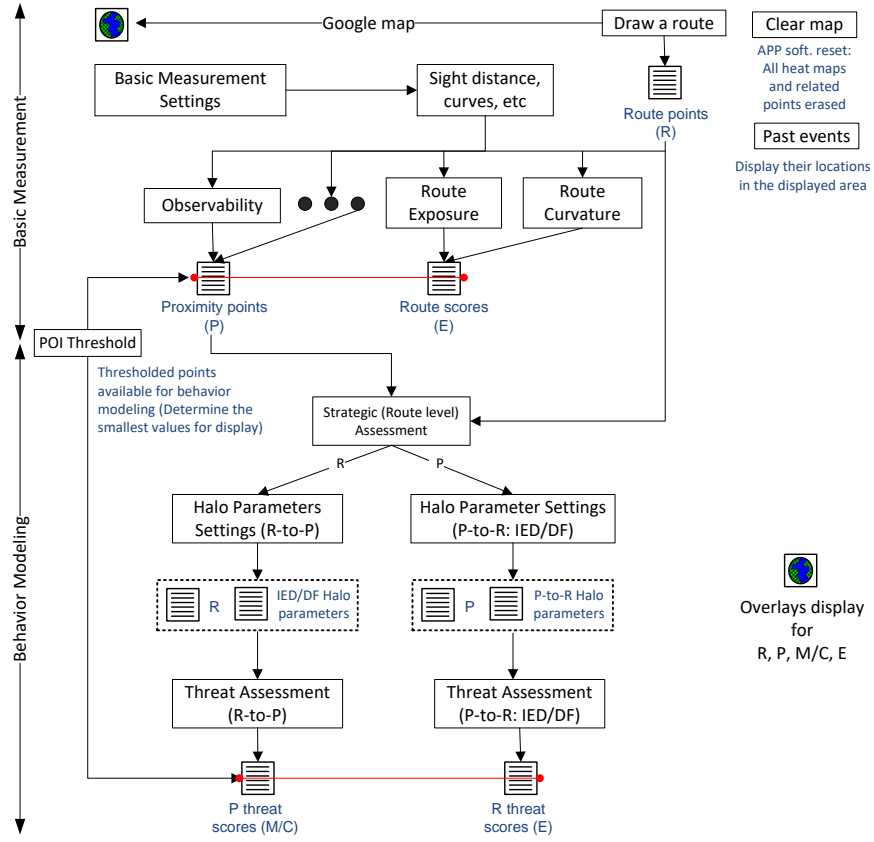 Google map
Draw a route
Clear map
APP soft. reset:
All heat maps
and related
points erased
Basic Measurement
Settings
Sight distance,
curves, etc
Route points
(R)
Past events
Display their locations
in the displayed area
Basic Measurement
Observability
Route
Exposure
Route
Curvature
Proximity points
(P)
Route scores
(E)
POI Threshold
Thresholded points
available for behavior
modeling (Determine the
smallest values for display)
Strategic (Route level)
Assessment
R
P
Behavior Modeling
Halo Parameters
Settings (R-to-P)
Halo Parameter Settings
(P-to-R: IED/DF)
R
IED/DF Halo
parameters
P
P-to-R Halo
parameters
Overlays display
for
R, P, M/C, E
Threat Assessment
(R-to-P)
Threat Assessment
(P-to-R: IED/DF)
P threat
scores (M/C)
R threat
scores (E)